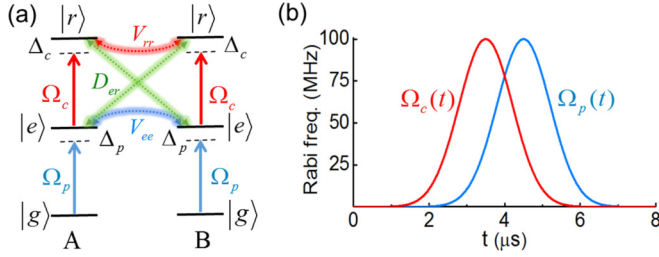 (a)
|r⟩ V_rr |r⟩
Δ_c Δ_c
Ω_c D_er Ω_c
|e⟩ Δ_p V_ee Δ_p |e⟩
Ω_p Ω_p
|g⟩ |g⟩
A B
(b)
Rabi freq. (MHz)
100
75
50
25
Ω_c(t) Ω_p(t)
0 2 4 6 8
t (μs)